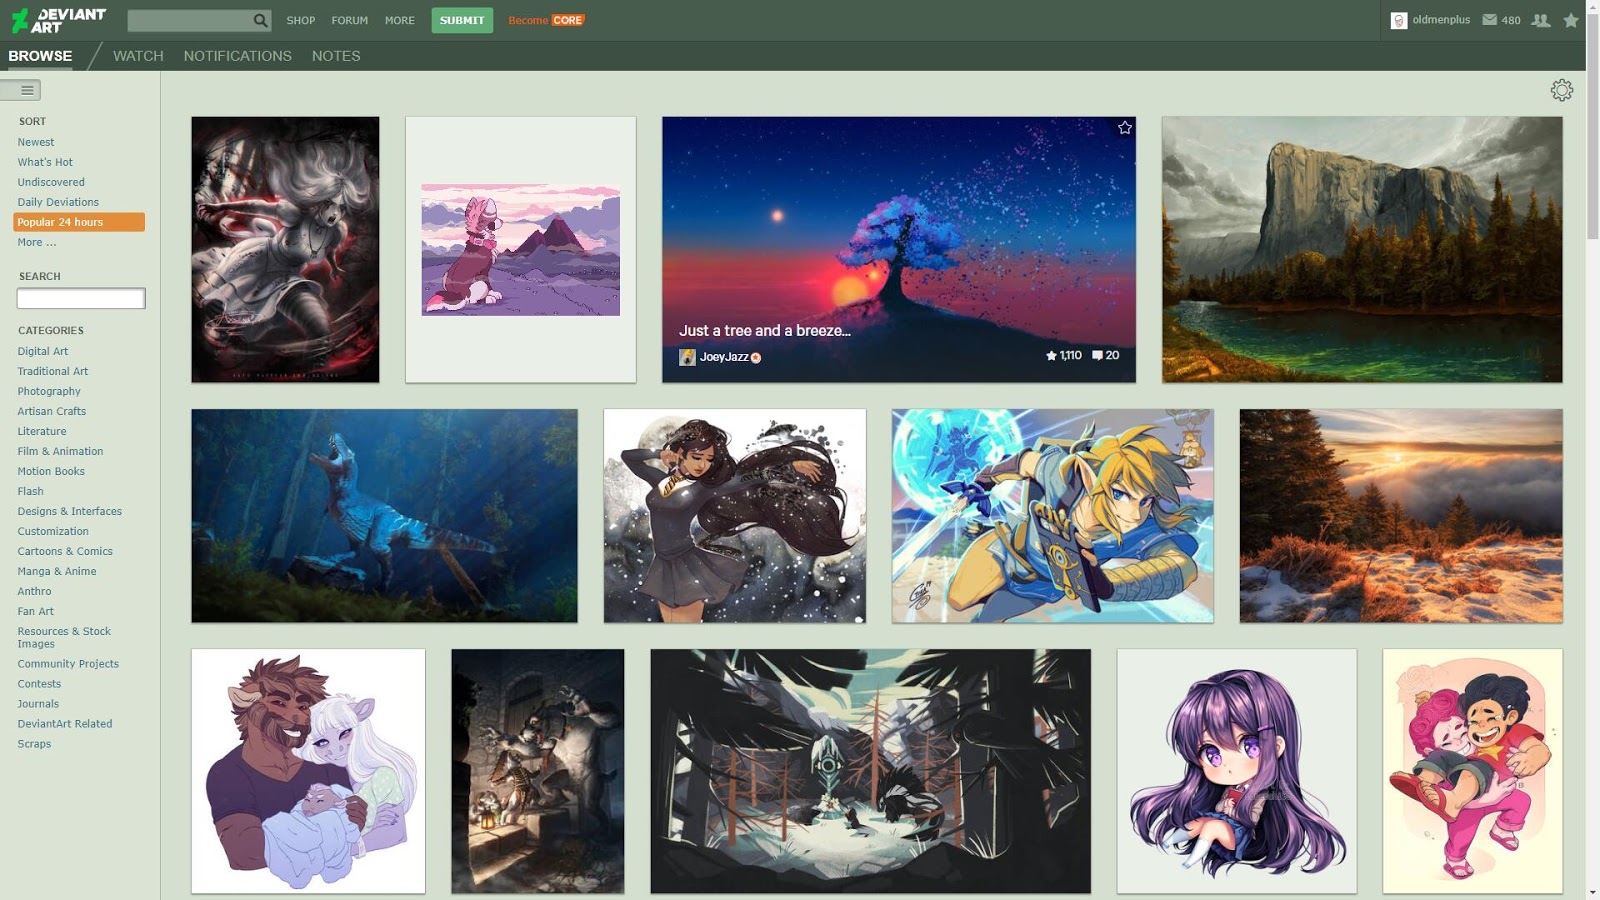 DEVIANT
ART
SHOP FORUM MORE SUBMIT Become CORE
oldmenplus 480
BROWSE WATCH NOTIFICATIONS NOTES
SORT
Newest
What's Hot
Undiscovered
Daily Deviations
Popular 24 hours
More ...
SEARCH
CATEGORIES
Digital Art
Traditional Art
Photography
Artisan Crafts
Literature
Film & Animation
Motion Books
Flash
Designs & Interfaces
Customization
Cartoons & Comics
Manga & Anime
Anthro
Fan Art
Resources & Stock
Images
Community Projects
Contests
Journals
DeviantArt Related
Scraps
Just a tree and a breeze...
JoeyJazz 1,110 20